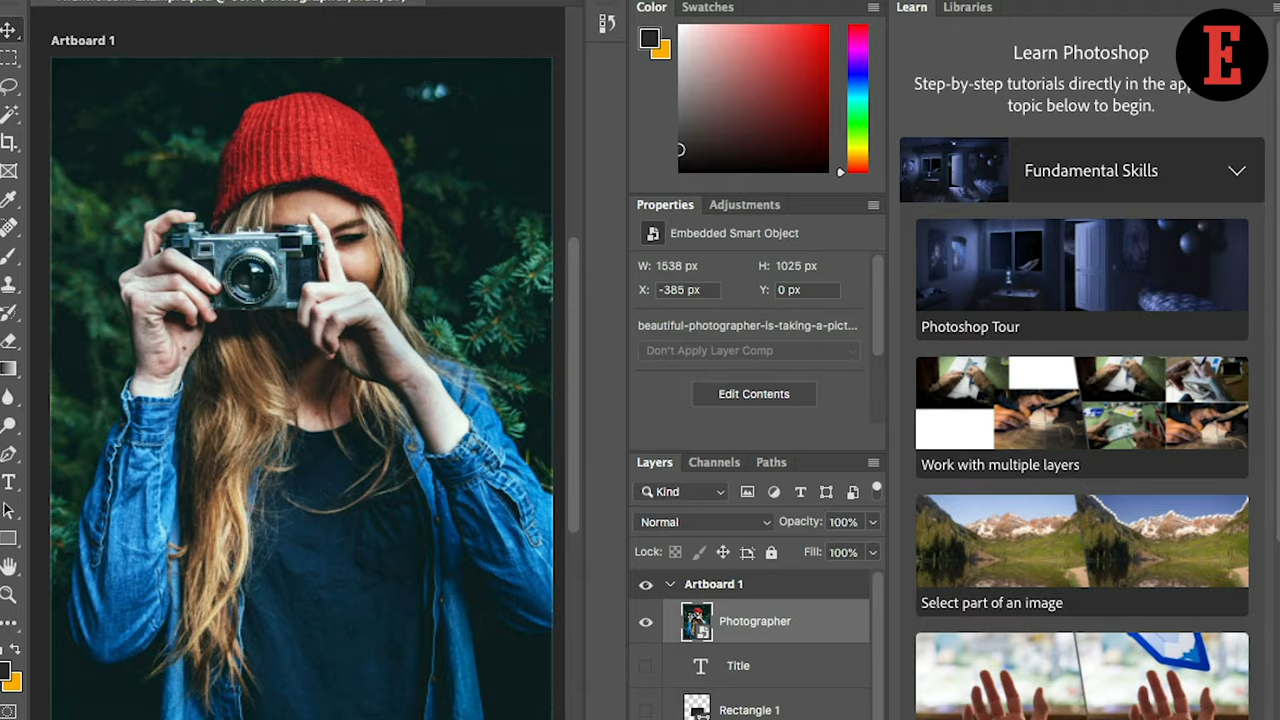 Artboard 1
Color
Swatches
Properties
Adjustments
Embedded Smart Object
W: 1538 px
H: 1025 px
X: -385 px
Y: 0 px
beautiful-photographer-is-taking-a-pict...
Don't Apply Layer Comp
Edit Contents
Layers
Channels
Paths
Kind
Normal
Opacity: 100%
Lock:
Fill: 100%
Artboard 1
Photographer
T Title
Rectangle 1
Learn
Libraries
E
Learn Photoshop
Step-by-step tutorials directly in the
topic below to begin.
Fundamental Skills
Photoshop Tour
Work with multiple layers
Select part of an image